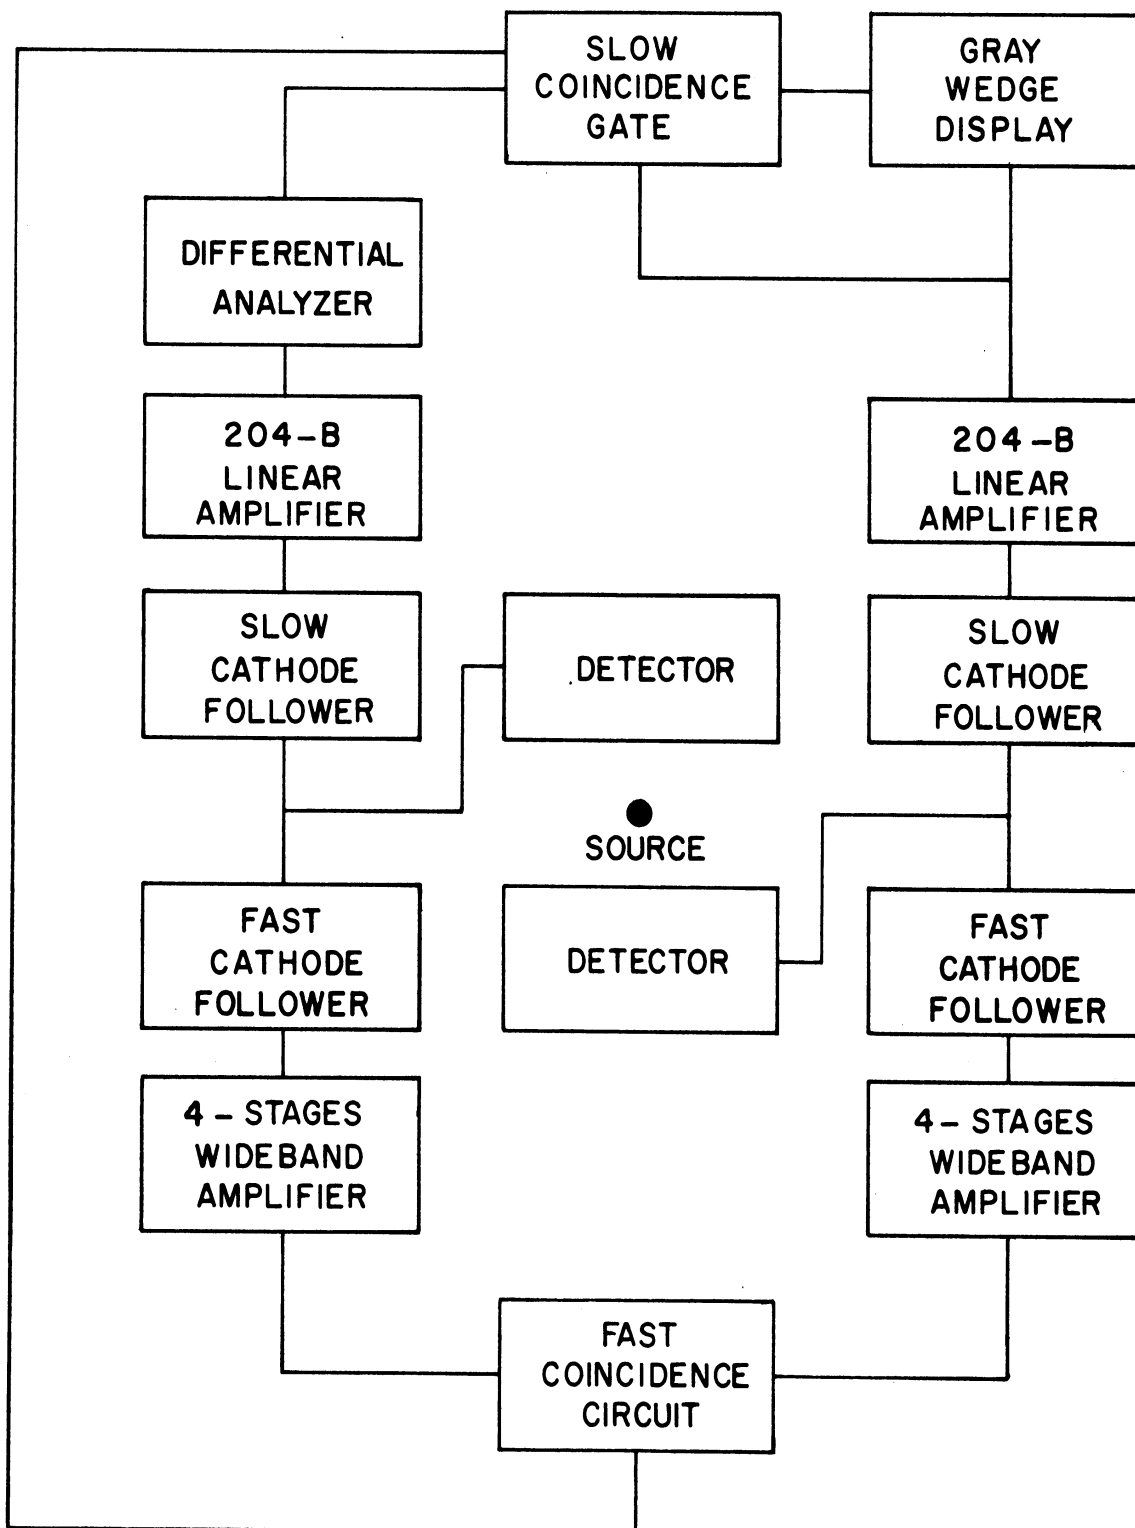 SLOW
COINCIDENCE
GATE
GRAY
WEDGE
DISPLAY
DIFFERENTIAL
ANALYZER
204-B
LINEAR
AMPLIFIER
204-B
LINEAR
AMPLIFIER
SLOW
CATHODE
FOLLOWER
DETECTOR
SLOW
CATHODE
FOLLOWER
SOURCE
FAST
CATHODE
FOLLOWER
DETECTOR
FAST
CATHODE
FOLLOWER
4-STAGES
WIDEBAND
AMPLIFIER
4-STAGES
WIDEBAND
AMPLIFIER
FAST
COINCIDENCE
CIRCUIT